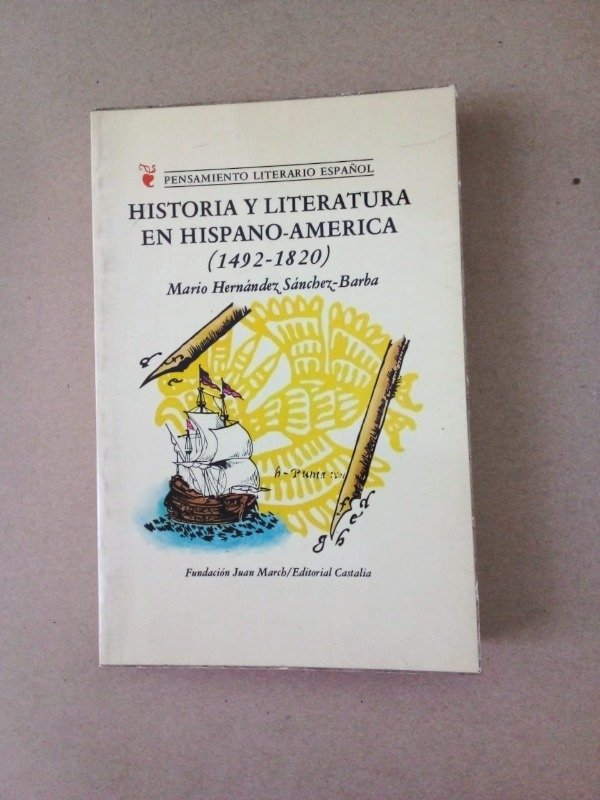 PENSAMIENTO LITERARIO ESPAÑOL
HISTORIA Y LITERATURA
EN HISPANO-AMERICA
(1492-1820)
Mario Hernández Sánchez-Barba
h-Punta
g h e
Fundación Juan March/Editorial Castalia